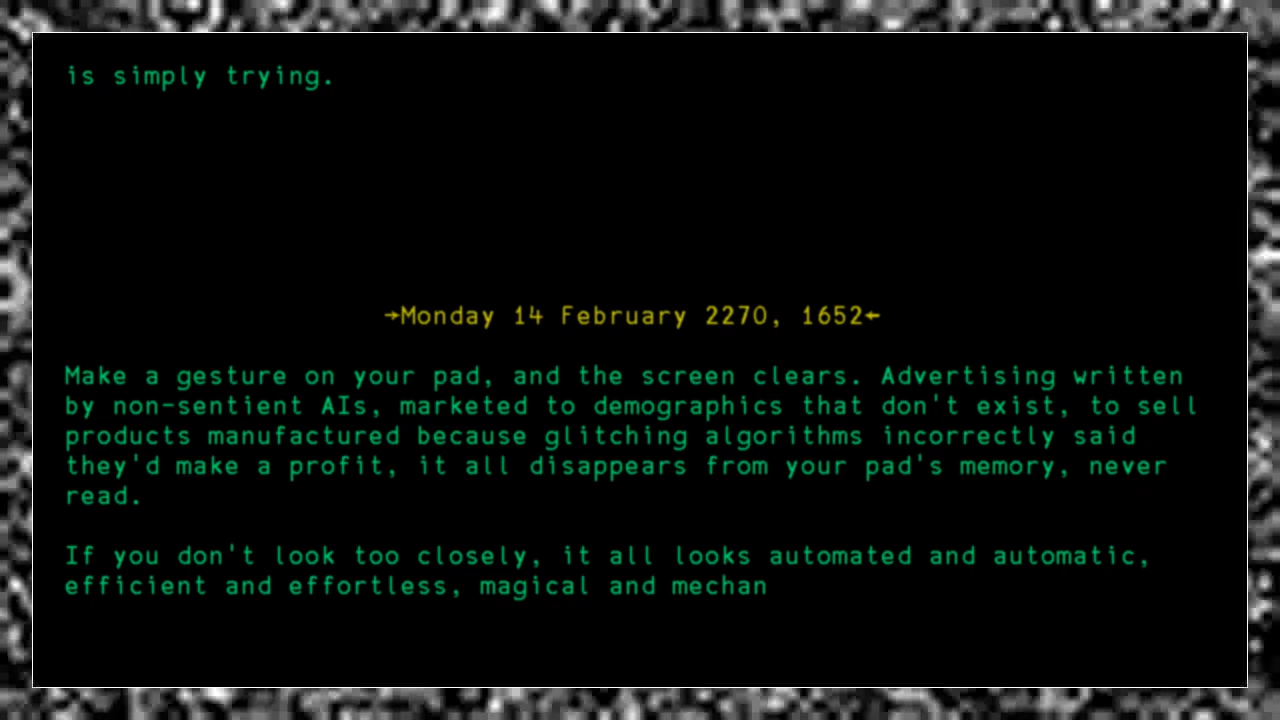 is simply trying.
→Monday 14 February 2270, 1652←
Make a gesture on your pad, and the screen clears. Advertising written
by non-sentient AIs, marketed to demographics that don't exist, to sell
products manufactured because glitching algorithms incorrectly said
they'd make a profit, it all disappears from your pad's memory, never
read.
If you don't look too closely, it all looks automated and automatic,
efficient and effortless, magical and mechan